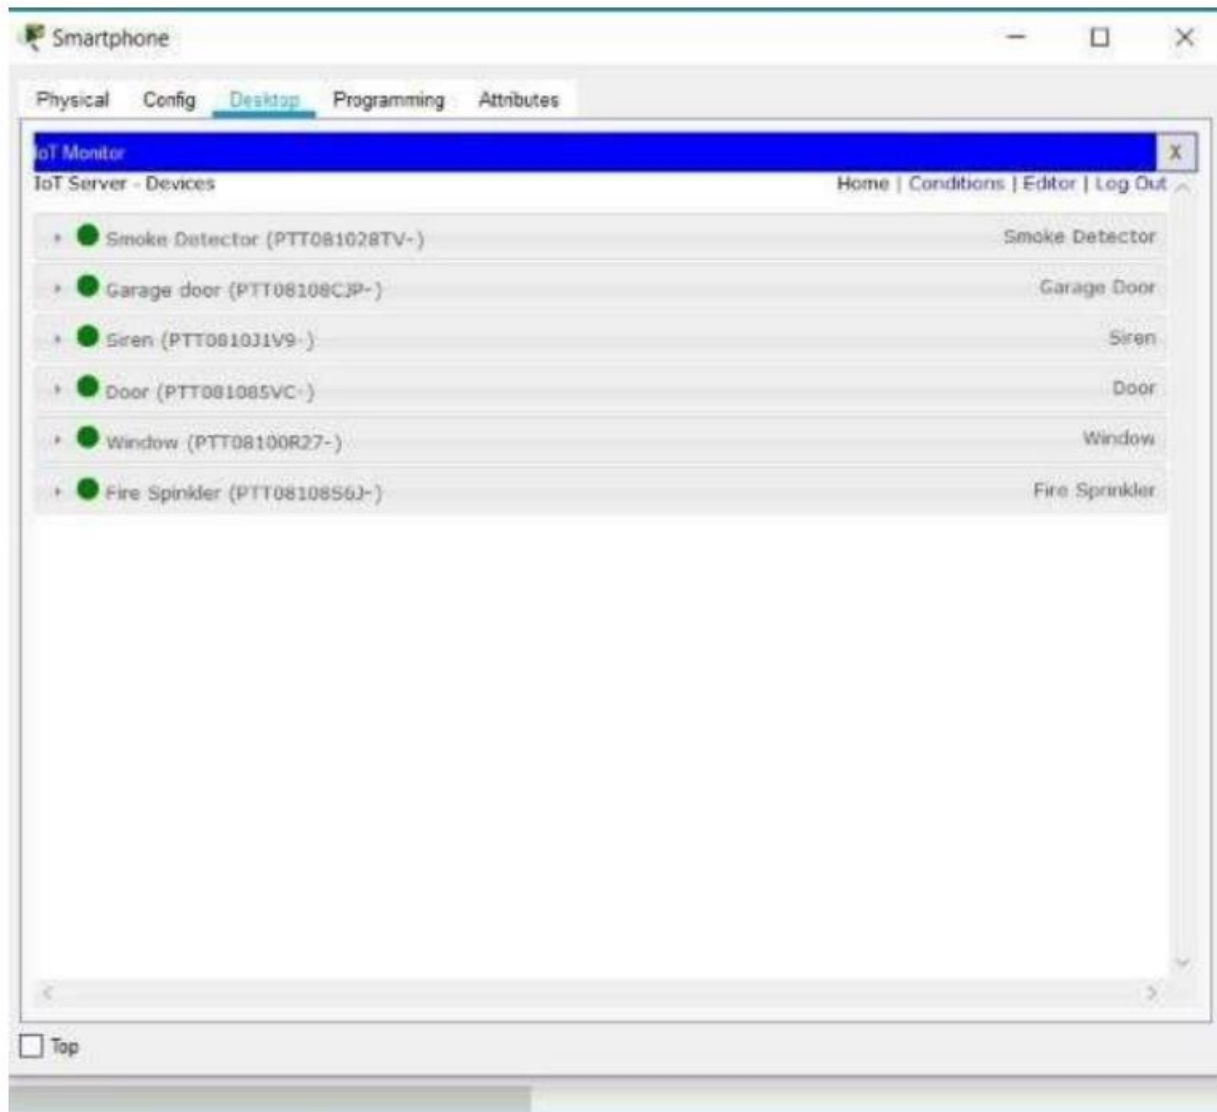 Smartphone
Physical Config Desktop Programming Attributes
IoT Monitor X
IoT Server - Devices Home | Conditions | Editor | Log Out
Smoke Detector (PTT081028TV-) Smoke Detector
Garage door (PTT08108CJP-) Garage Door
Siren (PTT0810J1V9-) Siren
Door (PTT081085VC-) Door
Window (PTT08100R27-) Window
Fire Spinkler (PTT08108S6J-) Fire Sprinkler
Top